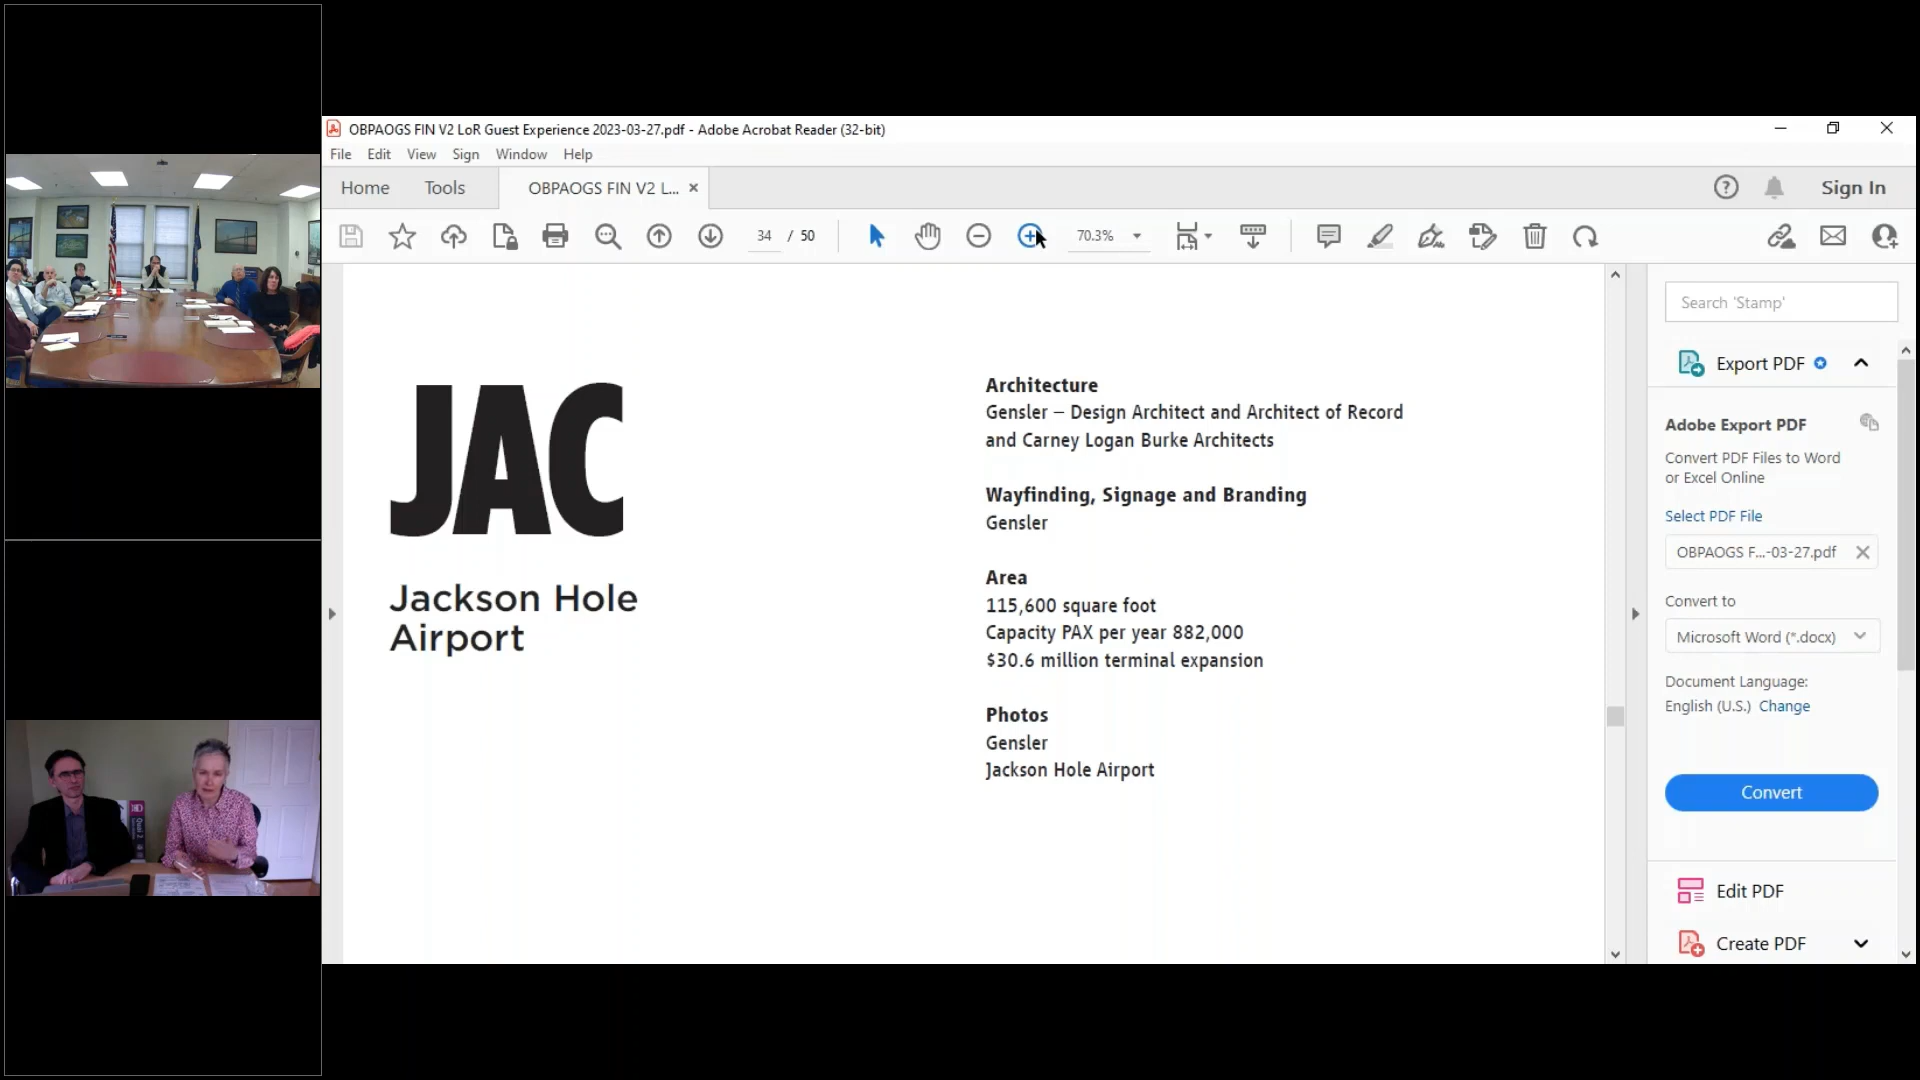 OBPAOGS FIN V2 LoR Guest Experience 2023-03-27.pdf - Adobe Acrobat Reader (32-bit)
File Edit View Sign Window Help
Home Tools OBPAOGS FIN V2 L... Sign In
34 / 50 70.3%
JAC
Jackson Hole
Airport
Architecture
Gensler – Design Architect and Architect of Record
and Carney Logan Burke Architects
Wayfinding, Signage and Branding
Gensler
Area
115,600 square foot
Capacity PAX per year 882,000
$30.6 million terminal expansion
Photos
Gensler
Jackson Hole Airport
Search 'Stamp'
Export PDF
Adobe Export PDF
Convert PDF Files to Word
or Excel Online
Select PDF File
OBPAOGS F...-03-27.pdf
Convert to
Microsoft Word (*.docx)
Document Language:
English (U.S.) Change
Convert
Edit PDF
Create PDF